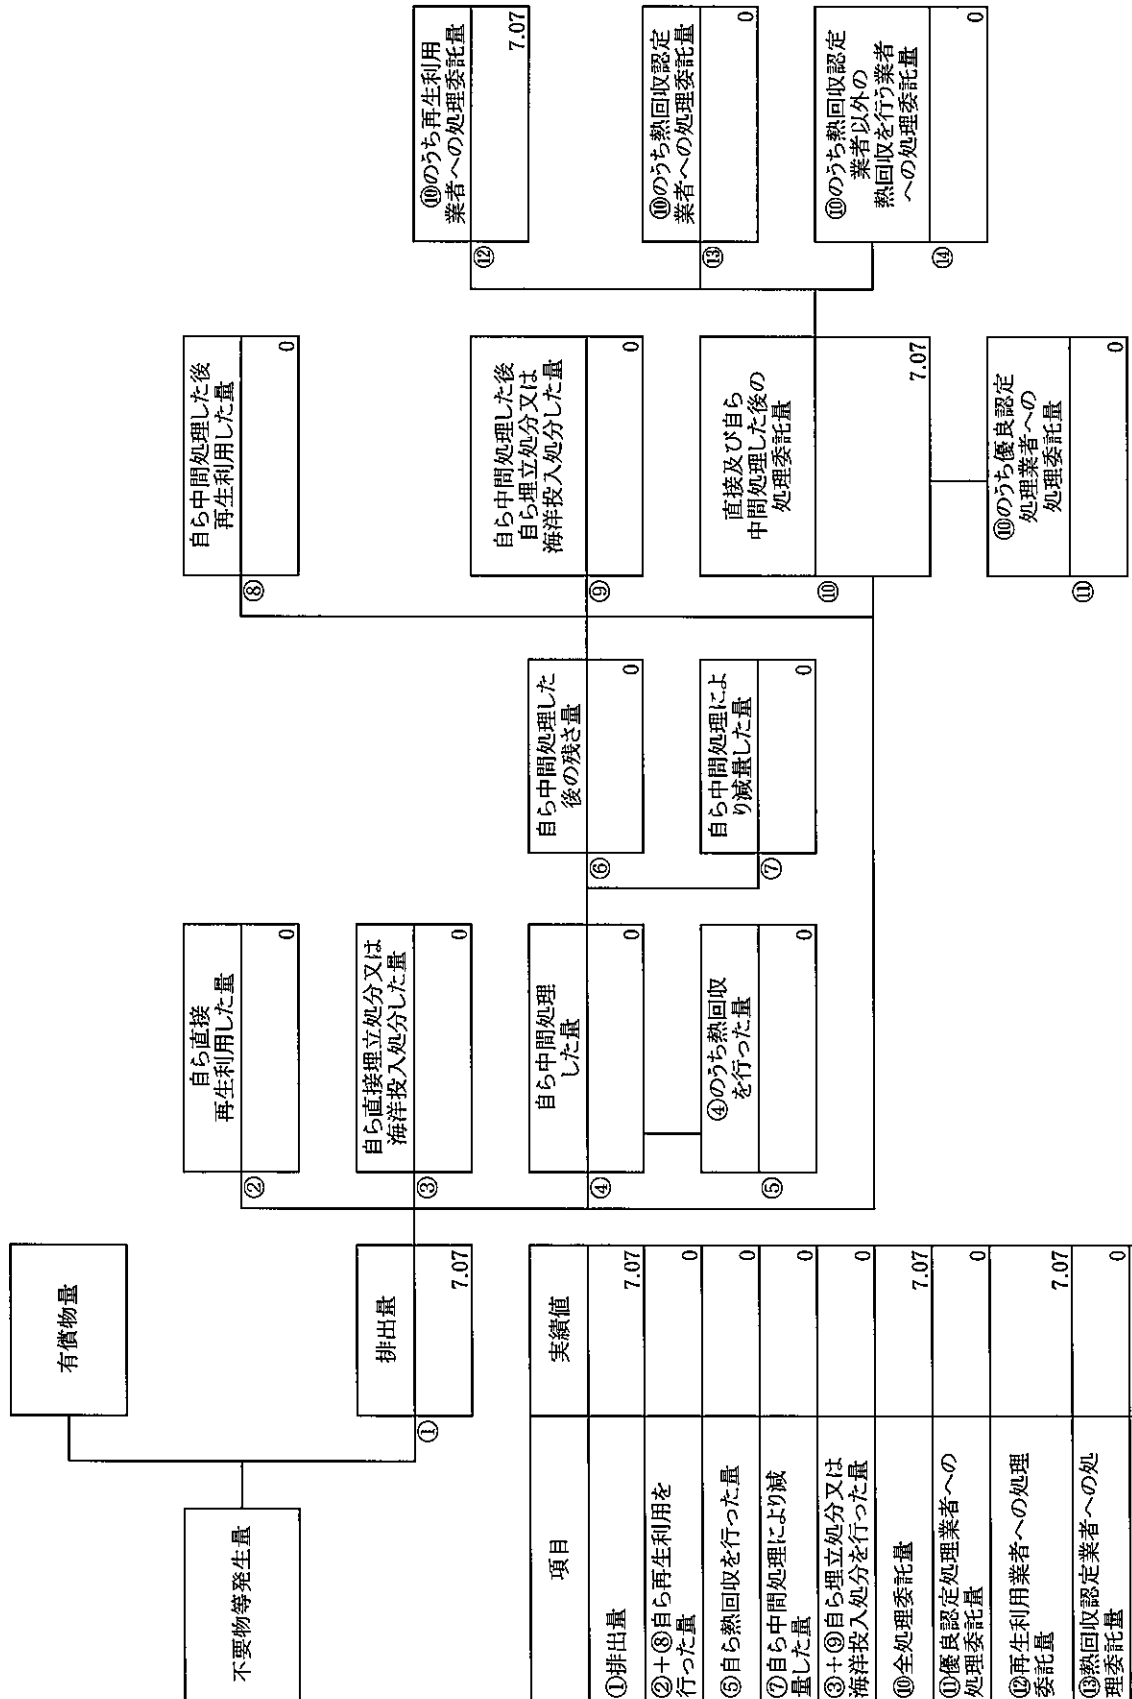 有償物量
不要物等発生量
排出量
①
7.07
自ら直接
再生利用した量
②
0
自ら直接埋立処分又は
海洋投入処分した量
③
0
自ら中間処理
した量
④
0
④のうち熱回収
を行った量
⑤
0
自ら中間処理した
後の残さ量
⑥
0
自ら中間処理によ
り減量した量
⑦
0
自ら中間処理した後
再生利用した量
⑧
0
自ら中間処理した後
自ら埋立処分又は
海洋投入処分した量
⑨
0
直接及び自ら
中間処理した後の
処理委託量
⑩
7.07
⑩のうち優良認定
処理業者への
処理委託量
⑪
0
⑩のうち再生利用
業者への処理委託量
⑫
7.07
⑩のうち熱回収認定
業者への処理委託量
⑬
0
⑩のうち熱回収認定
業者以外の
熱回収を行う業者
への処理委託量
⑭
0
項目 実績値
①排出量 7.07
②+⑧自ら再生利用を
行った量 0
⑤自ら熱回収を行った量 0
⑦自ら中間処理により減
量した量 0
③+⑨自ら埋立処分又は
海洋投入処分を行った量 0
⑩全処理委託量 7.07
⑪優良認定処理業者への
処理委託量 0
⑫再生利用業者への処理
委託量 7.07
⑬熱回収認定業者への処
理委託量 0